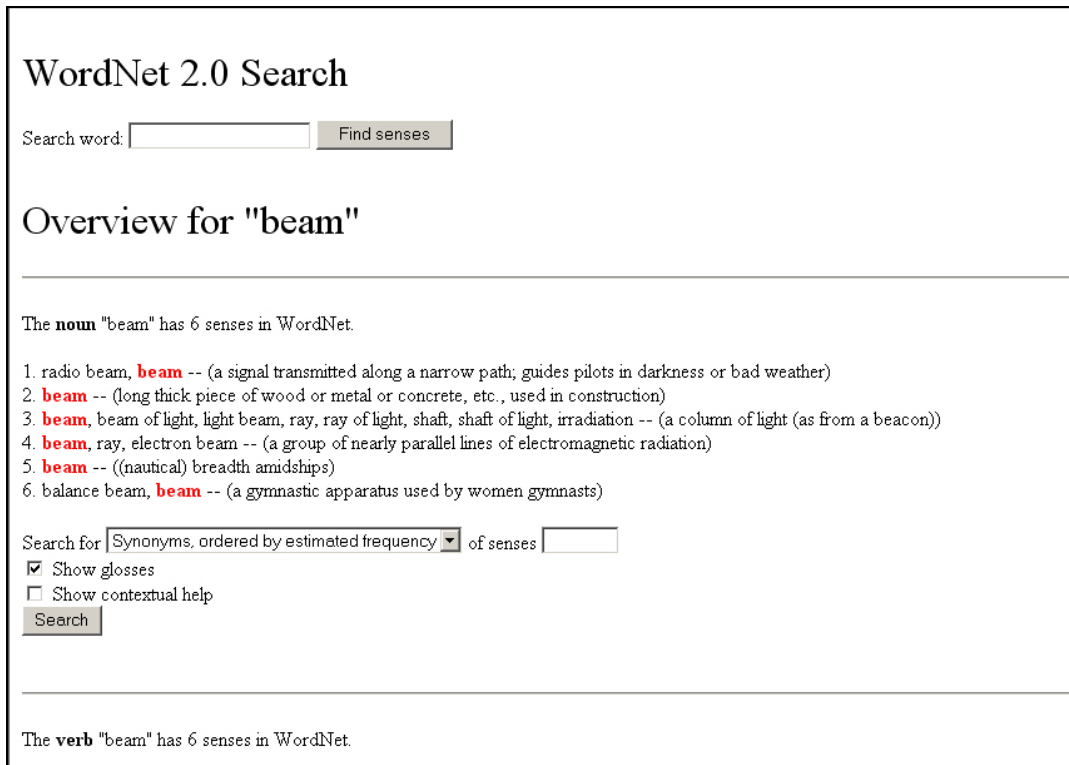 WordNet 2.0 Search
Search word: Find senses
Overview for "beam"
The noun "beam" has 6 senses in WordNet.
1. radio beam, beam -- (a signal transmitted along a narrow path; guides pilots in darkness or bad weather)
2. beam -- (long thick piece of wood or metal or concrete, etc., used in construction)
3. beam, beam of light, light beam, ray, ray of light, shaft, shaft of light, irradiation -- (a column of light (as from a beacon))
4. beam, ray, electron beam -- (a group of nearly parallel lines of electromagnetic radiation)
5. beam -- ((nautical) breadth amidships)
6. balance beam, beam -- (a gymnastic apparatus used by women gymnasts)
Search for Synonyms, ordered by estimated frequency of senses
Show glosses
Show contextual help
Search
The verb "beam" has 6 senses in WordNet.